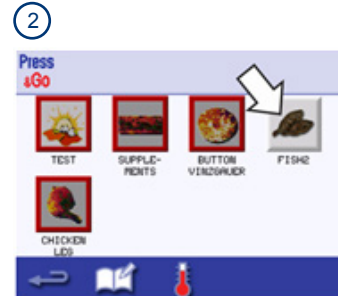 2
Press
&Go
TEST
SUPPLE-
MENTS
BUTTON
VINZGAUER
FISH2
CHICKEN
LEG